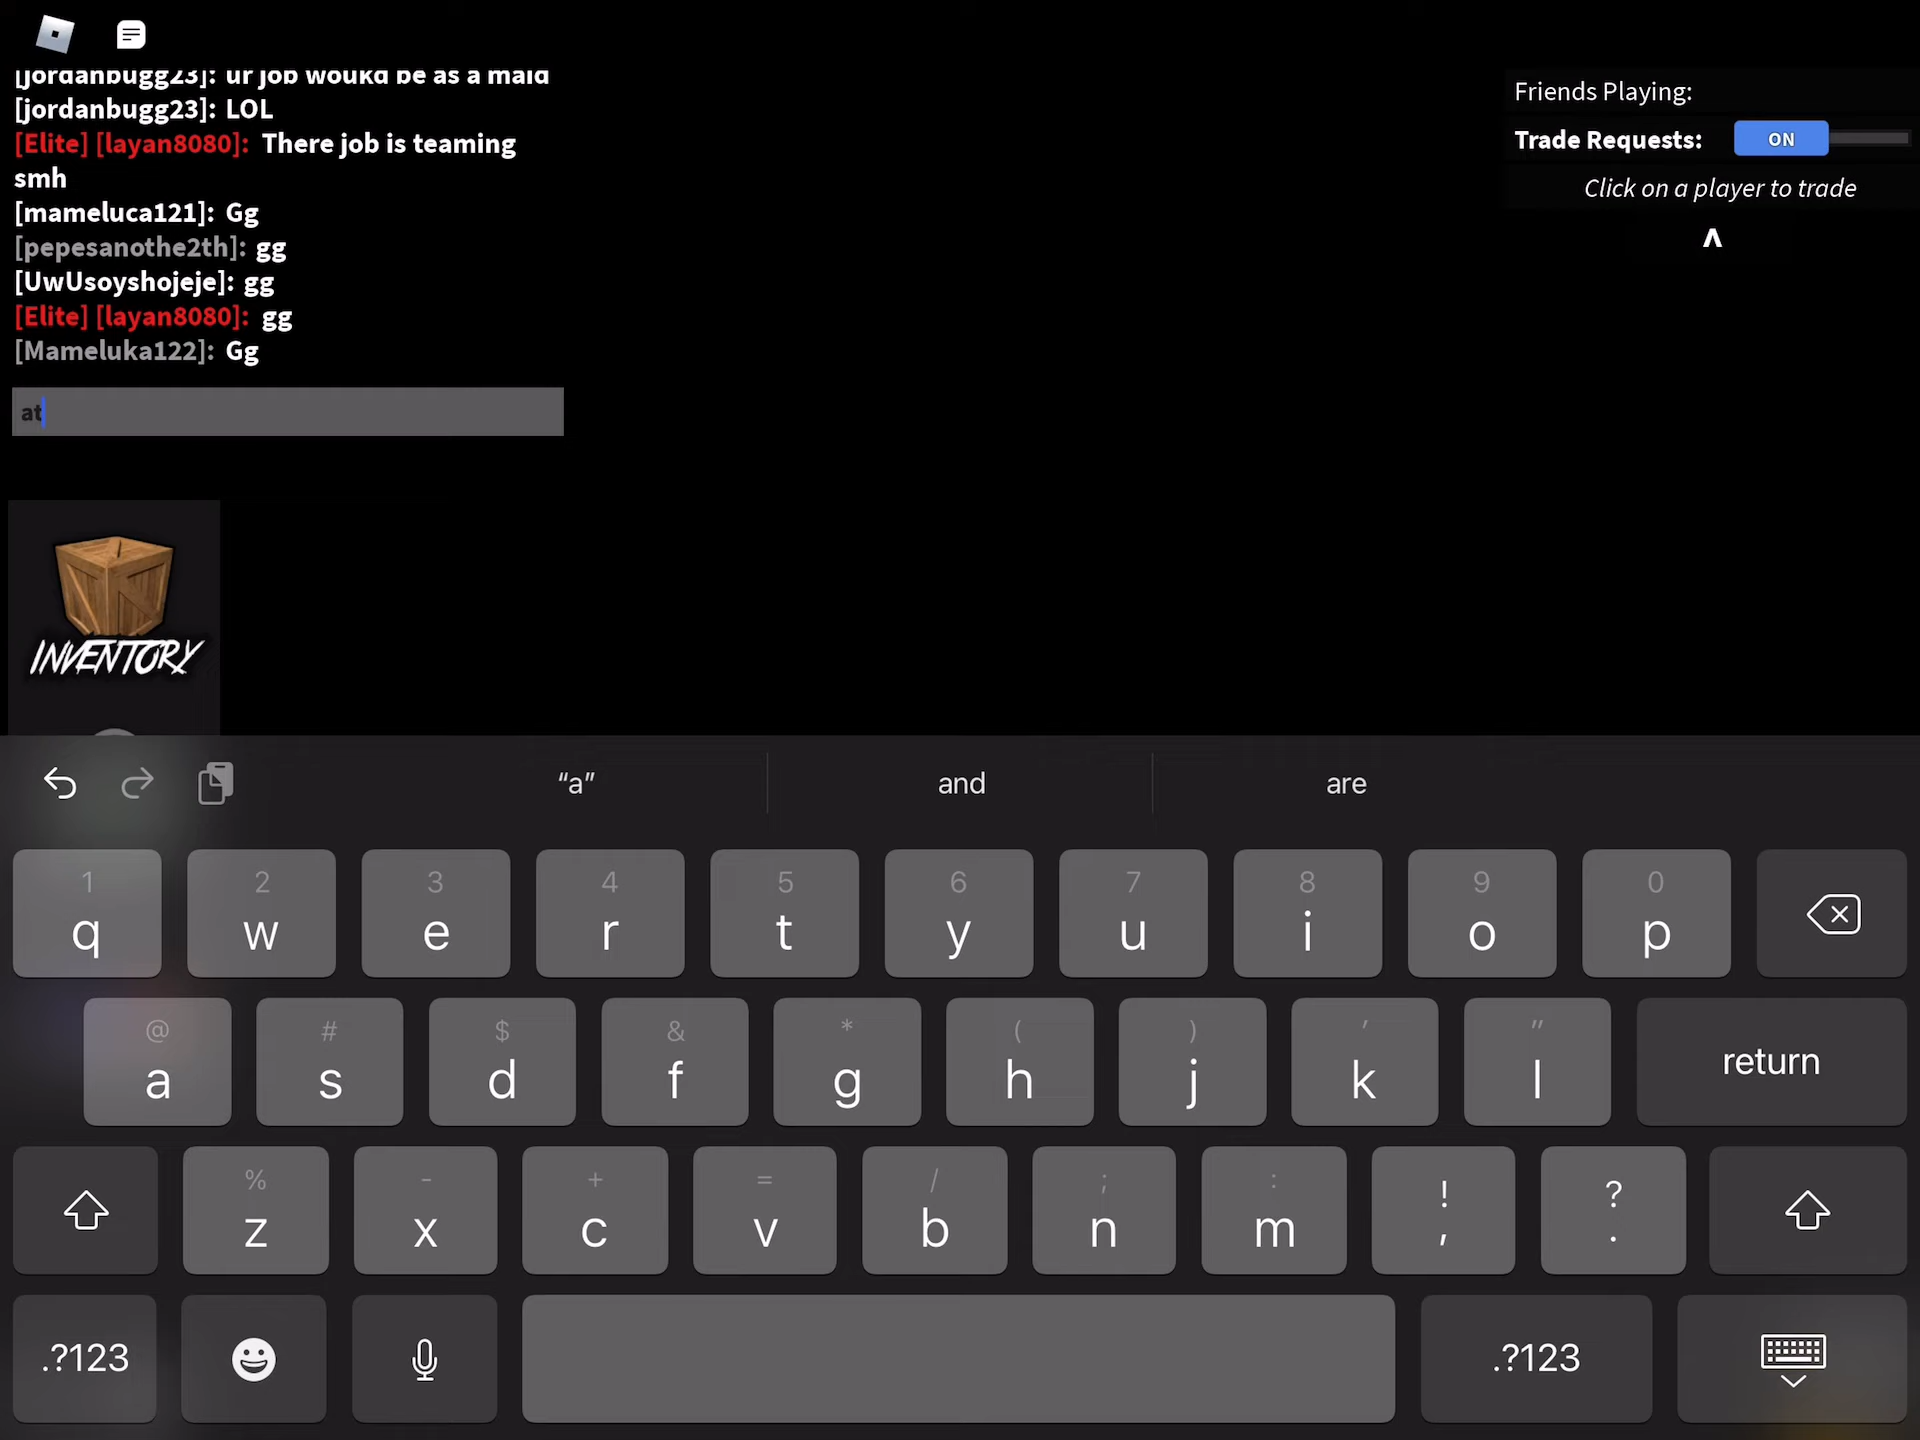 [jordanbugg23]: ur job woukd be as a maid
[jordanbugg23]: LOL
[Elite] [layan8080]: There job is teaming
smh
[mameluca121]: Gg
[pepesanothe2th]: gg
[UwUsoyshojeje]: gg
[Elite] [layan8080]: gg
[Mameluka122]: Gg
at
Friends Playing:
Trade Requests: ON
Click on a player to trade
INVENTORY
“a” and are
1 2 3 4 5 6 7 8 9 0
q w e r t y u i o p
@ # $ & * ( ) ' "
a s d f g h j k l return
% - + = / ; : ! ?
z x c v b n m , .
.?123 .?123